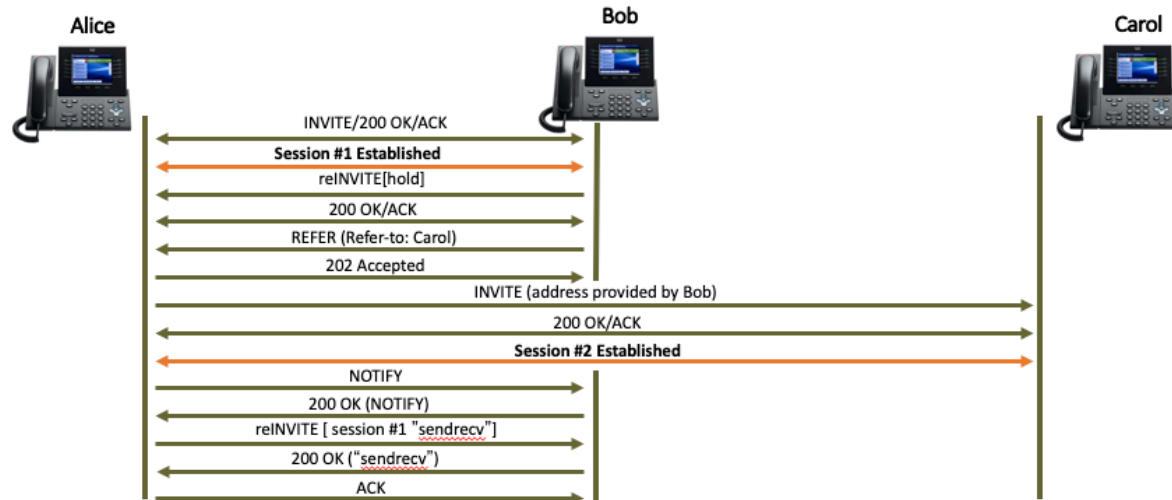 Alice
Bob
Carol
INVITE/200 OK/ACK
Session #1 Established
reINVITE[hold]
200 OK/ACK
REFER (Refer-to: Carol)
202 Accepted
INVITE (address provided by Bob)
200 OK/ACK
Session #2 Established
NOTIFY
200 OK (NOTIFY)
reINVITE [ session #1 "sendrecv"]
200 OK (“sendrecv”)
ACK